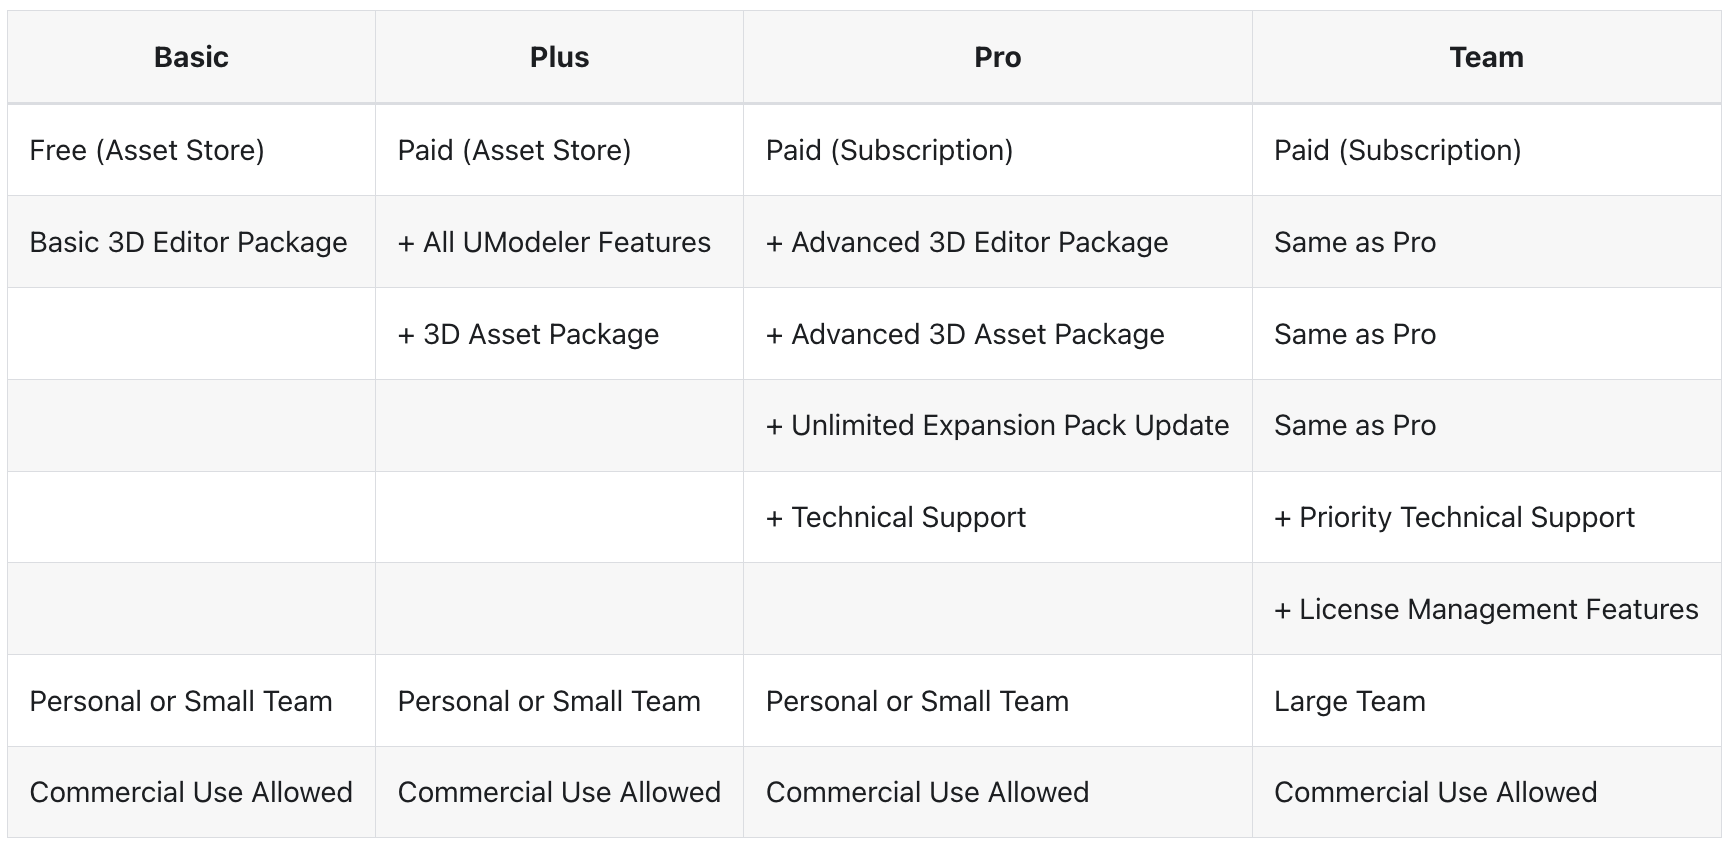 Basic Plus Pro Team
Free (Asset Store) Paid (Asset Store) Paid (Subscription) Paid (Subscription)
Basic 3D Editor Package + All UModeler Features + Advanced 3D Editor Package Same as Pro
+ 3D Asset Package + Advanced 3D Asset Package Same as Pro
+ Unlimited Expansion Pack Update Same as Pro
+ Technical Support + Priority Technical Support
+ License Management Features
Personal or Small Team Personal or Small Team Personal or Small Team Large Team
Commercial Use Allowed Commercial Use Allowed Commercial Use Allowed Commercial Use Allowed